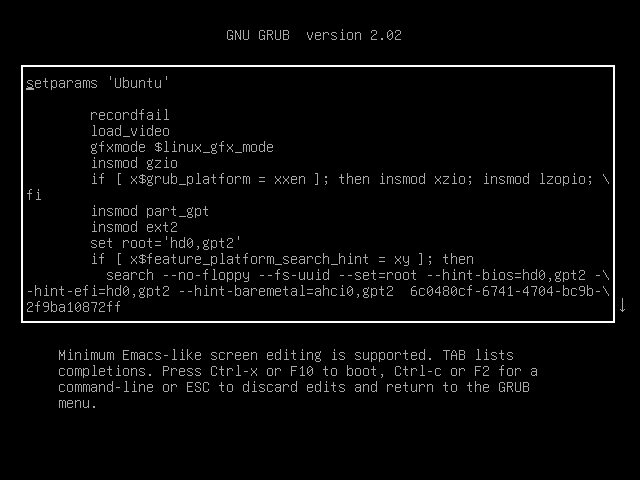 GNU GRUB  version 2.02
setparams 'Ubuntu'
recordfail
load_video
gfxmode $linux_gfx_mode
insmod gzio
if [ x$grub_platform = xxen ]; then insmod xzio; insmod lzopio; \
fi
insmod part_gpt
insmod ext2
set root='hd0,gpt2'
if [ x$feature_platform_search_hint = xy ]; then
search --no-floppy --fs-uuid --set=root --hint-bios=hd0,gpt2 -\
-hint-efi=hd0,gpt2 --hint-baremetal=ahci0,gpt2  6c0480cf-6741-4704-bc9b-\
2f9ba10872ff
↓
Minimum Emacs-like screen editing is supported. TAB lists
completions. Press Ctrl-x or F10 to boot, Ctrl-c or F2 for a
command-line or ESC to discard edits and return to the GRUB
menu.